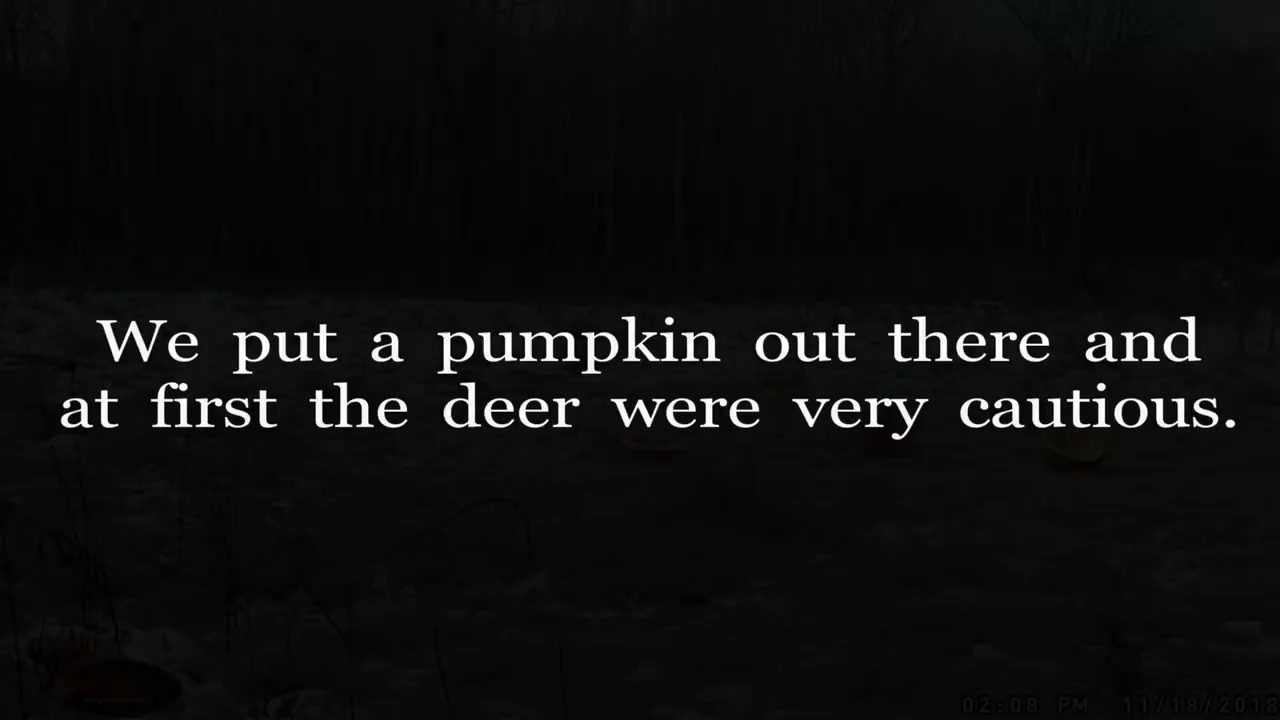 We put a pumpkin out there and
at first the deer were very cautious.
02:08 PM 11/18/2018